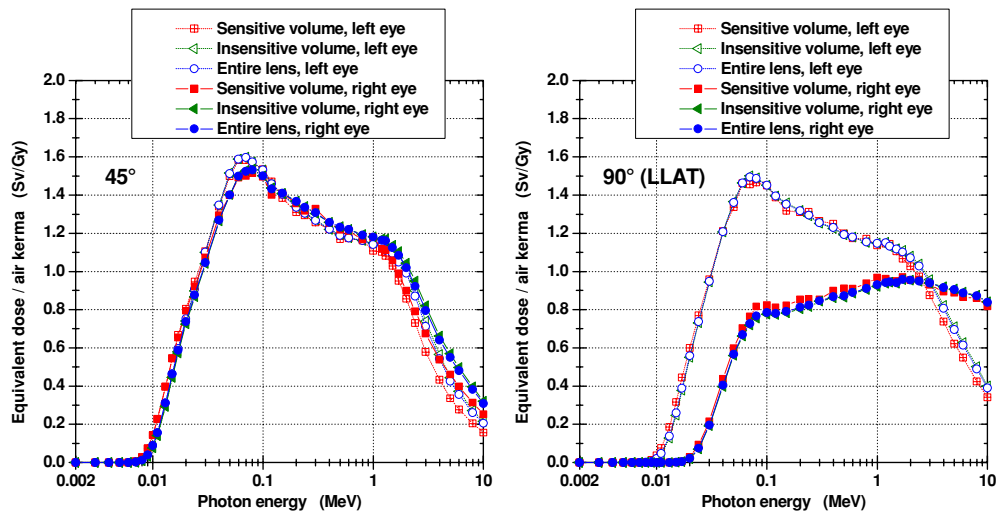 Sensitive volume, left eye
Insensitive volume, left eye
Entire lens, left eye
Sensitive volume, right eye
Insensitive volume, right eye
Entire lens, right eye
2.0
1.8
1.6
1.4
1.2
1.0
0.8
0.6
0.4
0.2
0.0
Equivalent dose / air kerma (Sv/Gy)
45°
0.002 0.01 0.1 1 10
Photon energy (MeV)
Sensitive volume, left eye
Insensitive volume, left eye
Entire lens, left eye
Sensitive volume, right eye
Insensitive volume, right eye
Entire lens, right eye
2.0
1.8
1.6
1.4
1.2
1.0
0.8
0.6
0.4
0.2
0.0
Equivalent dose / air kerma (Sv/Gy)
90° (LLAT)
0.002 0.01 0.1 1 10
Photon energy (MeV)